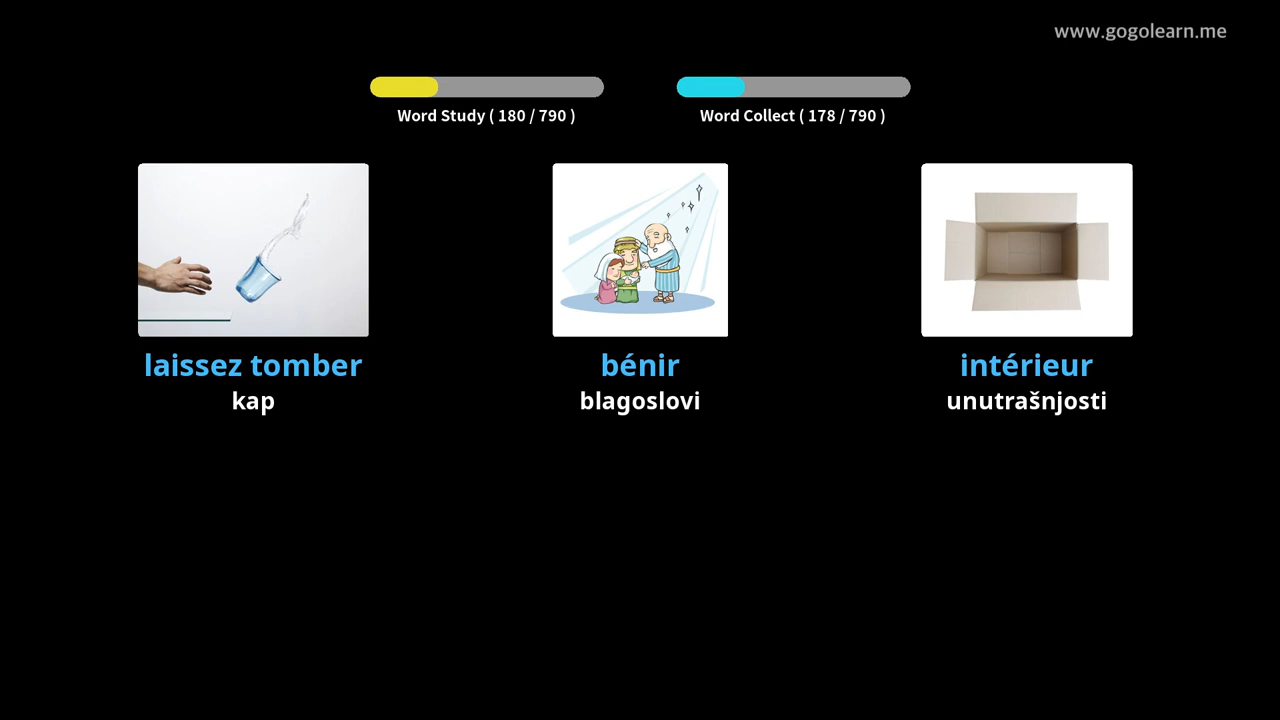 www.gogolearn.me
Word Study ( 180 / 790 )
Word Collect ( 178 / 790 )
laissez tomber
kap
bénir
blagoslovi
intérieur
unutrašnjosti